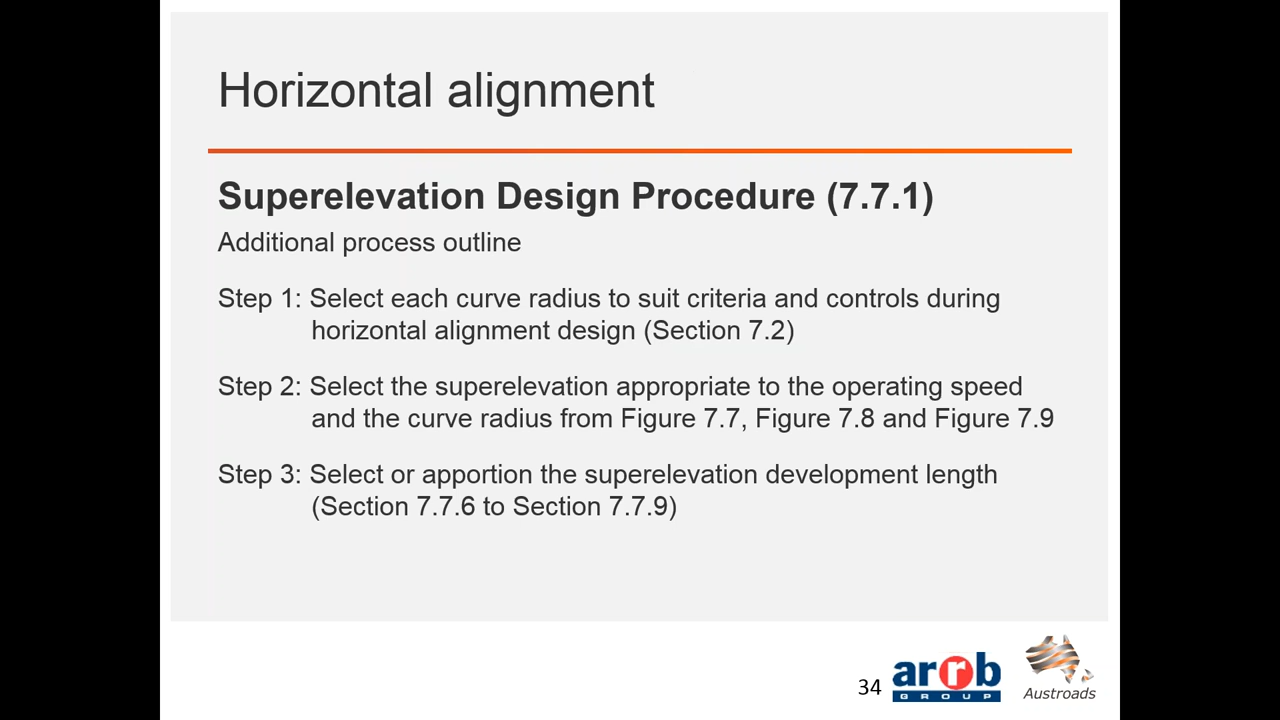 Horizontal alignment
Superelevation Design Procedure (7.7.1)
Additional process outline
Step 1: Select each curve radius to suit criteria and controls during
horizontal alignment design (Section 7.2)
Step 2: Select the superelevation appropriate to the operating speed
and the curve radius from Figure 7.7, Figure 7.8 and Figure 7.9
Step 3: Select or apportion the superelevation development length
(Section 7.7.6 to Section 7.7.9)
34
arrb
GROUP
Austroads